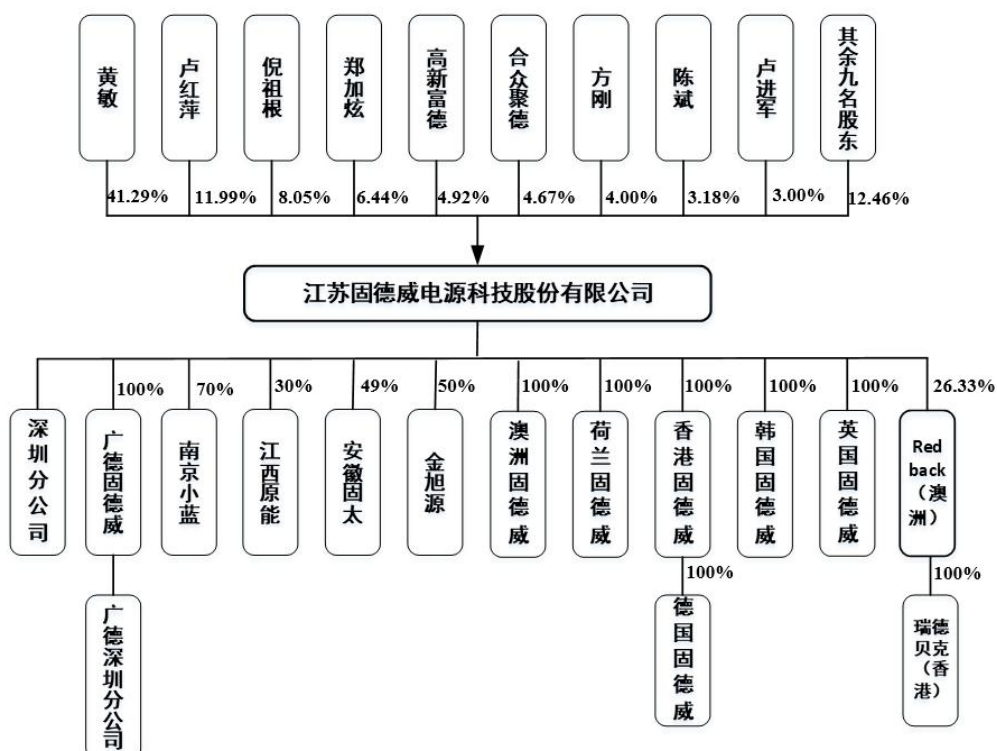 黄敏
卢红萍
倪祖根
郑加炫
高新富德
合众聚德
方刚
陈斌
卢进军
其余九名股东
41.29%
11.99%
8.05%
6.44%
4.92%
4.67%
4.00%
3.18%
3.00%
12.46%
江苏固德威电源科技股份有限公司
100%
70%
30%
49%
50%
100%
100%
100%
100%
100%
26.33%
深圳分公司
广德固德威
南京小蓝
江西原能
安徽固太
金旭源
澳洲固德威
荷兰固德威
香港固德威
韩国固德威
英国固德威
Red
back
（澳
洲）
100%
100%
广德深圳分公司
德国固德威
瑞德
贝克
（香
港）